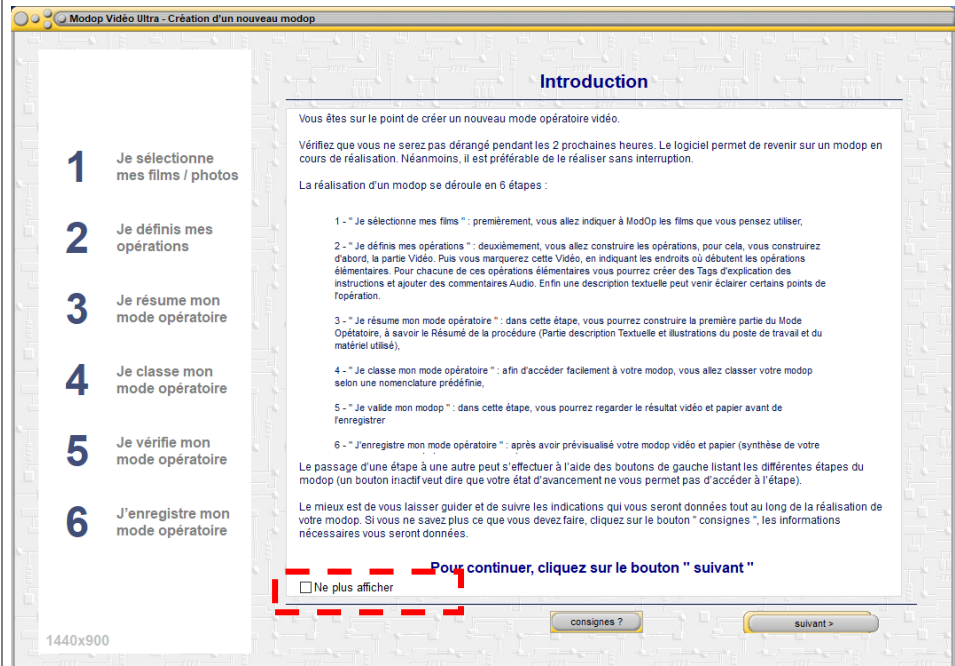 Modop Vidéo Ultra - Création d'un nouveau modop
1
Je sélectionne
mes films / photos
2
Je définis mes
opérations
3
Je résume mon
mode opératoire
4
Je classe mon
mode opératoire
5
Je vérifie mon
mode opératoire
6
J'enregistre mon
mode opératoire
1440x900
Introduction
Vous êtes sur le point de créer un nouveau mode opératoire vidéo.
Vérifiez que vous ne serez pas dérangé pendant les 2 prochaines heures. Le logiciel permet de revenir sur un modop en
cours de réalisation. Néanmoins, il est préférable de le réaliser sans interruption.
La réalisation d'un modop se déroule en 6 étapes :
1 - " Je sélectionne mes films " : premièrement, vous allez indiquer à ModOp les films que vous pensez utiliser,
2 - " Je définis mes opérations " : deuxièmement, vous allez construire les opérations, pour cela, vous construirez
d'abord, la partie Vidéo. Puis vous marquerez cette Vidéo, en indiquant les endroits où débutent les opérations
élémentaires. Pour chacune de ces opérations élémentaires vous pourrez créer des Tags d'explication des
instructions et ajouter des commentaires Audio. Enfin une description textuelle peut venir éclairer certains points de
l'opération.
3 - " Je résume mon mode opératoire " : dans cette étape, vous pourrez construire la première partie du Mode
Opétatoire, à savoir le Résumé de la procédure (Partie description Textuelle et illustrations du poste de travail et du
matériel utilisé),
4 - " Je classe mon mode opératoire " : afin d'accéder facilement à votre modop, vous allez classer votre modop
selon une nomenclature prédéfinie,
5 - " Je valide mon modop " : dans cette étape, vous pourrez regarder le résultat vidéo et papier avant de
l'enregistrer
6 - " J'enregistre mon mode opératoire " : après avoir prévisualisé votre modop vidéo et papier (synthèse de votre
Le passage d'une étape à une autre peut s'effectuer à l'aide des boutons de gauche listant les différentes étapes du
modop (un bouton inactif veut dire que votre état d'avancement ne vous permet pas d'accéder à l'étape).
Le mieux est de vous laisser guider et de suivre les indications qui vous seront données tout au long de la réalisation de
votre modop. Si vous ne savez plus ce que vous devez faire, cliquez sur le bouton " consignes ", les informations
nécessaires vous seront données.
Pour continuer, cliquez sur le bouton " suivant "
Ne plus afficher
consignes ?
suivant >